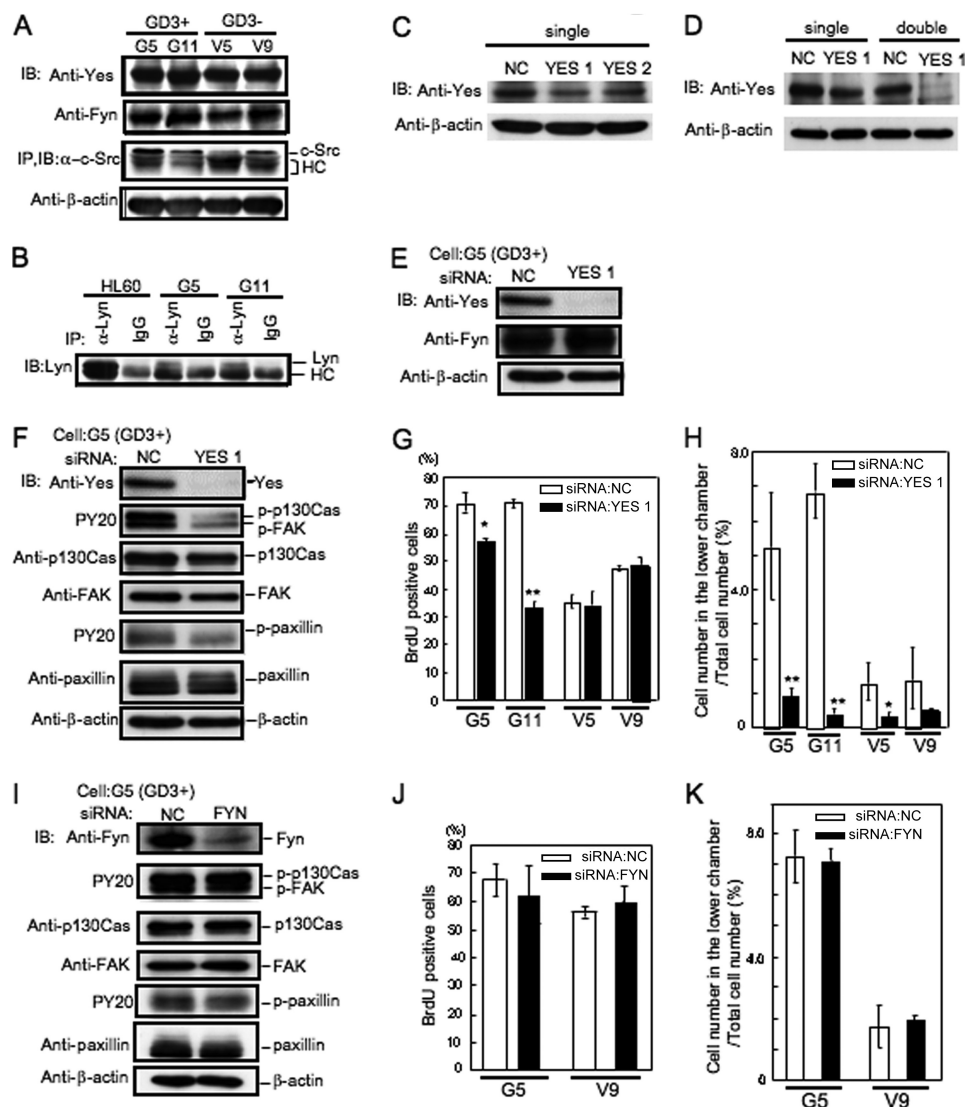 A
GD3+ GD3-
G5 G11 V5 V9
IB: Anti-Yes
Anti-Fyn
IP,IB:α-c-Src
c-Src
HC
Anti-β-actin
B
HL60 G5 G11
IP: α-Lyn IgG α-Lyn IgG α-Lyn IgG
IB:Lyn
Lyn
HC
C
single
NC YES 1 YES 2
IB: Anti-Yes
Anti-β-actin
D
single double
NC YES 1 NC YES 1
IB: Anti-Yes
E
Cell:G5 (GD3+)
siRNA: NC YES 1
IB: Anti-Yes
Anti-Fyn
Anti-β-actin
F
Cell:G5 (GD3+)
siRNA: NC YES 1
IB: Anti-Yes Yes
PY20 p-p130Cas
p-FAK
Anti-p130Cas p130Cas
Anti-FAK FAK
PY20 p-paxillin
Anti-paxillin paxillin
Anti-β-actin β-actin
G
(%)
BrdU positive cells
80
70
60
50
40
30
20
10
0
siRNA:NC
siRNA:YES 1
*
**
G5 G11 V5 V9
H
Cell number in the lower chamber
/Total cell number (%)
8.0
4.0
0
siRNA:NC
siRNA:YES 1
** ** *
G5 G11 V5 V9
I
Cell:G5 (GD3+)
siRNA: NC FYN
IB: Anti-Fyn Fyn
PY20 p-p130Cas
p-FAK
Anti-p130Cas p130Cas
Anti-FAK FAK
PY20 p-paxillin
Anti-paxillin paxillin
Anti-β-actin β-actin
J
(%)
BrdU positive cells
80
70
60
50
40
30
20
10
0
siRNA:NC
siRNA:FYN
G5 V9
K
Cell number in the lower chamber
/Total cell number (%)
8.0
4.0
0
siRNA:NC
siRNA:FYN
G5 V9